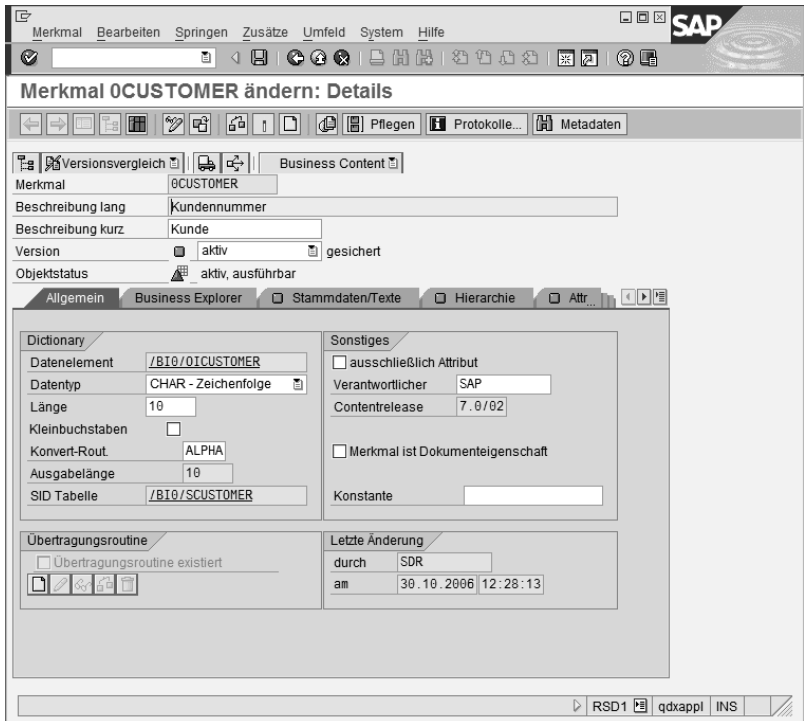 Merkmal Bearbeiten Springen Zusätze Umfeld System Hilfe
SAP
Merkmal 0CUSTOMER ändern: Details
Pflegen Protokolle... Metadaten
Versionsvergleich Business Content
Merkmal 0CUSTOMER
Beschreibung lang Kundennummer
Beschreibung kurz Kunde
Version aktiv gesichert
Objektstatus aktiv, ausführbar
Allgemein Business Explorer Stammdaten/Texte Hierarchie Attr
Dictionary
Datenelement /BI0/OICUSTOMER
Datentyp CHAR - Zeichenfolge
Länge 10
Kleinbuchstaben
Konvert-Rout. ALPHA
Ausgabelänge 10
SID Tabelle /BI0/SCUSTOMER
Sonstiges
ausschließlich Attribut
Verantwortlicher SAP
Contentrelease 7.0/02
Merkmal ist Dokumenteigenschaft
Konstante
Übertragungsroutine
Übertragungsroutine existiert
Letzte Änderung
durch SDR
am 30.10.2006 12:28:13
RSD1 qdxappl INS